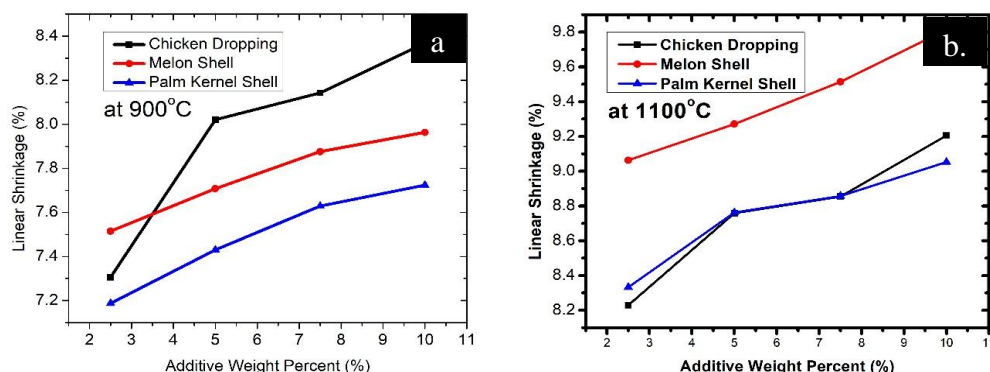 a
8.4
8.2
8.0
7.8
7.6
7.4
7.2
Linear Shrinkage (%)
Chicken Dropping
Melon Shell
Palm Kernel Shell
at 900°C
2 3 4 5 6 7 8 9 10 11
Additive Weight Percent (%)
b.
9.8
9.6
9.4
9.2
9.0
8.8
8.6
8.4
8.2
Linear Shrinkage (%)
Chicken Dropping
Melon Shell
Palm Kernel Shell
at 1100°C
2 3 4 5 6 7 8 9 10 11
Additive Weight Percent (%)